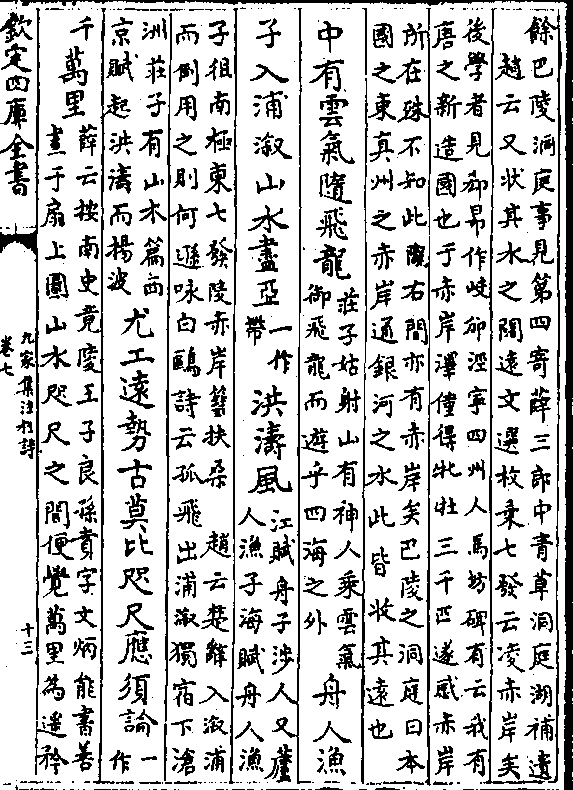 餘巴陵洞庭事見第四寄薛三郎中青草洞庭湖補遺
趙云又狀其水之闊遠文選枚乗七發云凌赤岸矣
後學者見郄昻作岐邠涇寧四州人馬坊碑有云我有
唐之新造國也于赤岸澤僅得牝牡三千匹遂感赤岸
所在殊不知此隴右間亦有赤岸矣巴陵之洞庭曰本
國之東真州之赤岸通銀河之水此皆收其遠也
中有雲氣隨飛龍
莊子姑射山有神人乗雲氣
御飛龍而遊乎四海之外
舟人漁
子入浦溆山水盡亞
一作
帶
洪濤風
江賦舟子涉人又蘆
人漁子海賦舟人漁
子徂南極東七發陵赤岸篲扶朶 趙云楚辭入溆浦
而倒用之則何遜咏白鷗詩云孤飛出浦溆獨宿下滄
洲莊子有山木篇西
京賦起洪濤而揚波
尤工遠勢古莫比咫尺應須論
一
作
千萬里
薛云按南史竟陵王子良孫賁字文炳能書善
畫于扇上圖山水咫尺之間便覺萬里為遥矜
欽定四庫全書
九家集注杜詩
卷七
十三